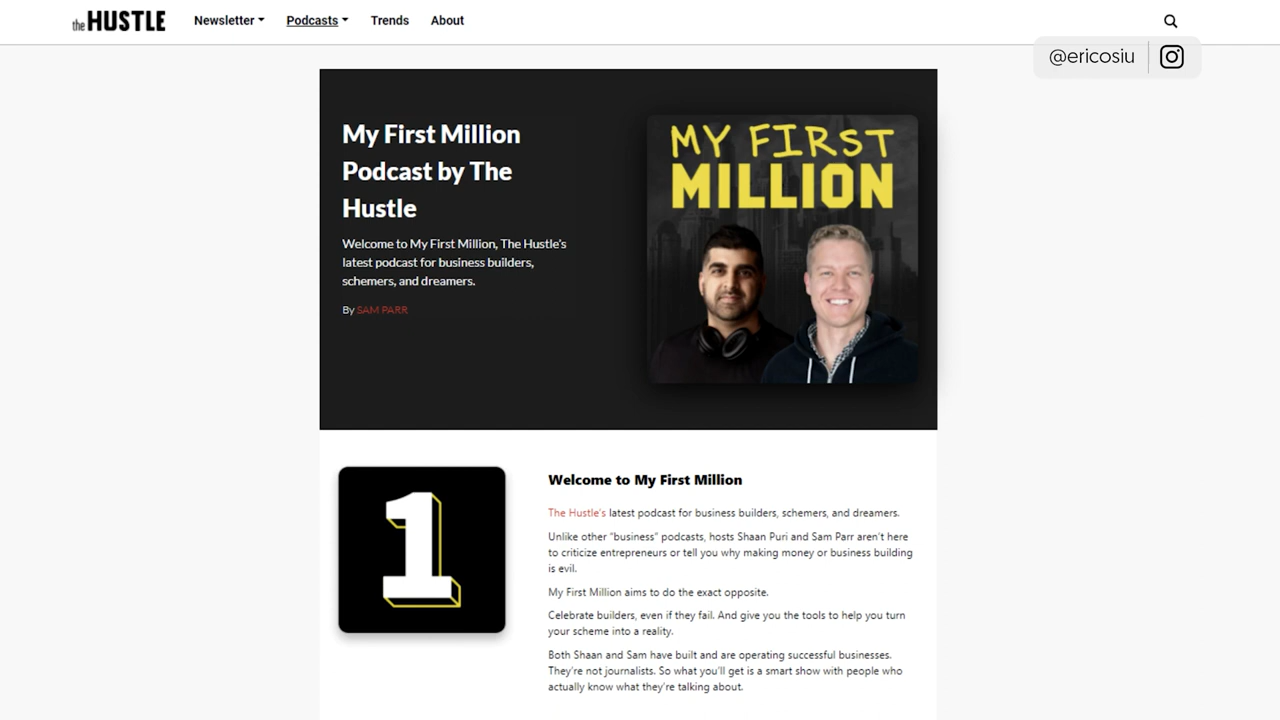 the HUSTLE
Newsletter
Podcasts
Trends
About
@ericosiu
My First Million
Podcast by The
Hustle
Welcome to My First Million, The Hustle's
latest podcast for business builders,
schemers, and dreamers.
By SAM PARR
MY FIRST
MILLION
1
Welcome to My First Million
The Hustle's latest podcast for business builders, schemers, and dreamers.
Unlike other "business" podcasts, hosts Shaan Puri and Sam Parr aren't here
to criticize entrepreneurs or tell you why making money or business building
is evil.
My First Million aims to do the exact opposite.
Celebrate builders, even if they fail. And give you the tools to help you turn
your scheme into a reality.
Both Shaan and Sam have built and are operating successful businesses.
They're not journalists. So what you'll get is a smart show with people who
actually know what they're talking about.